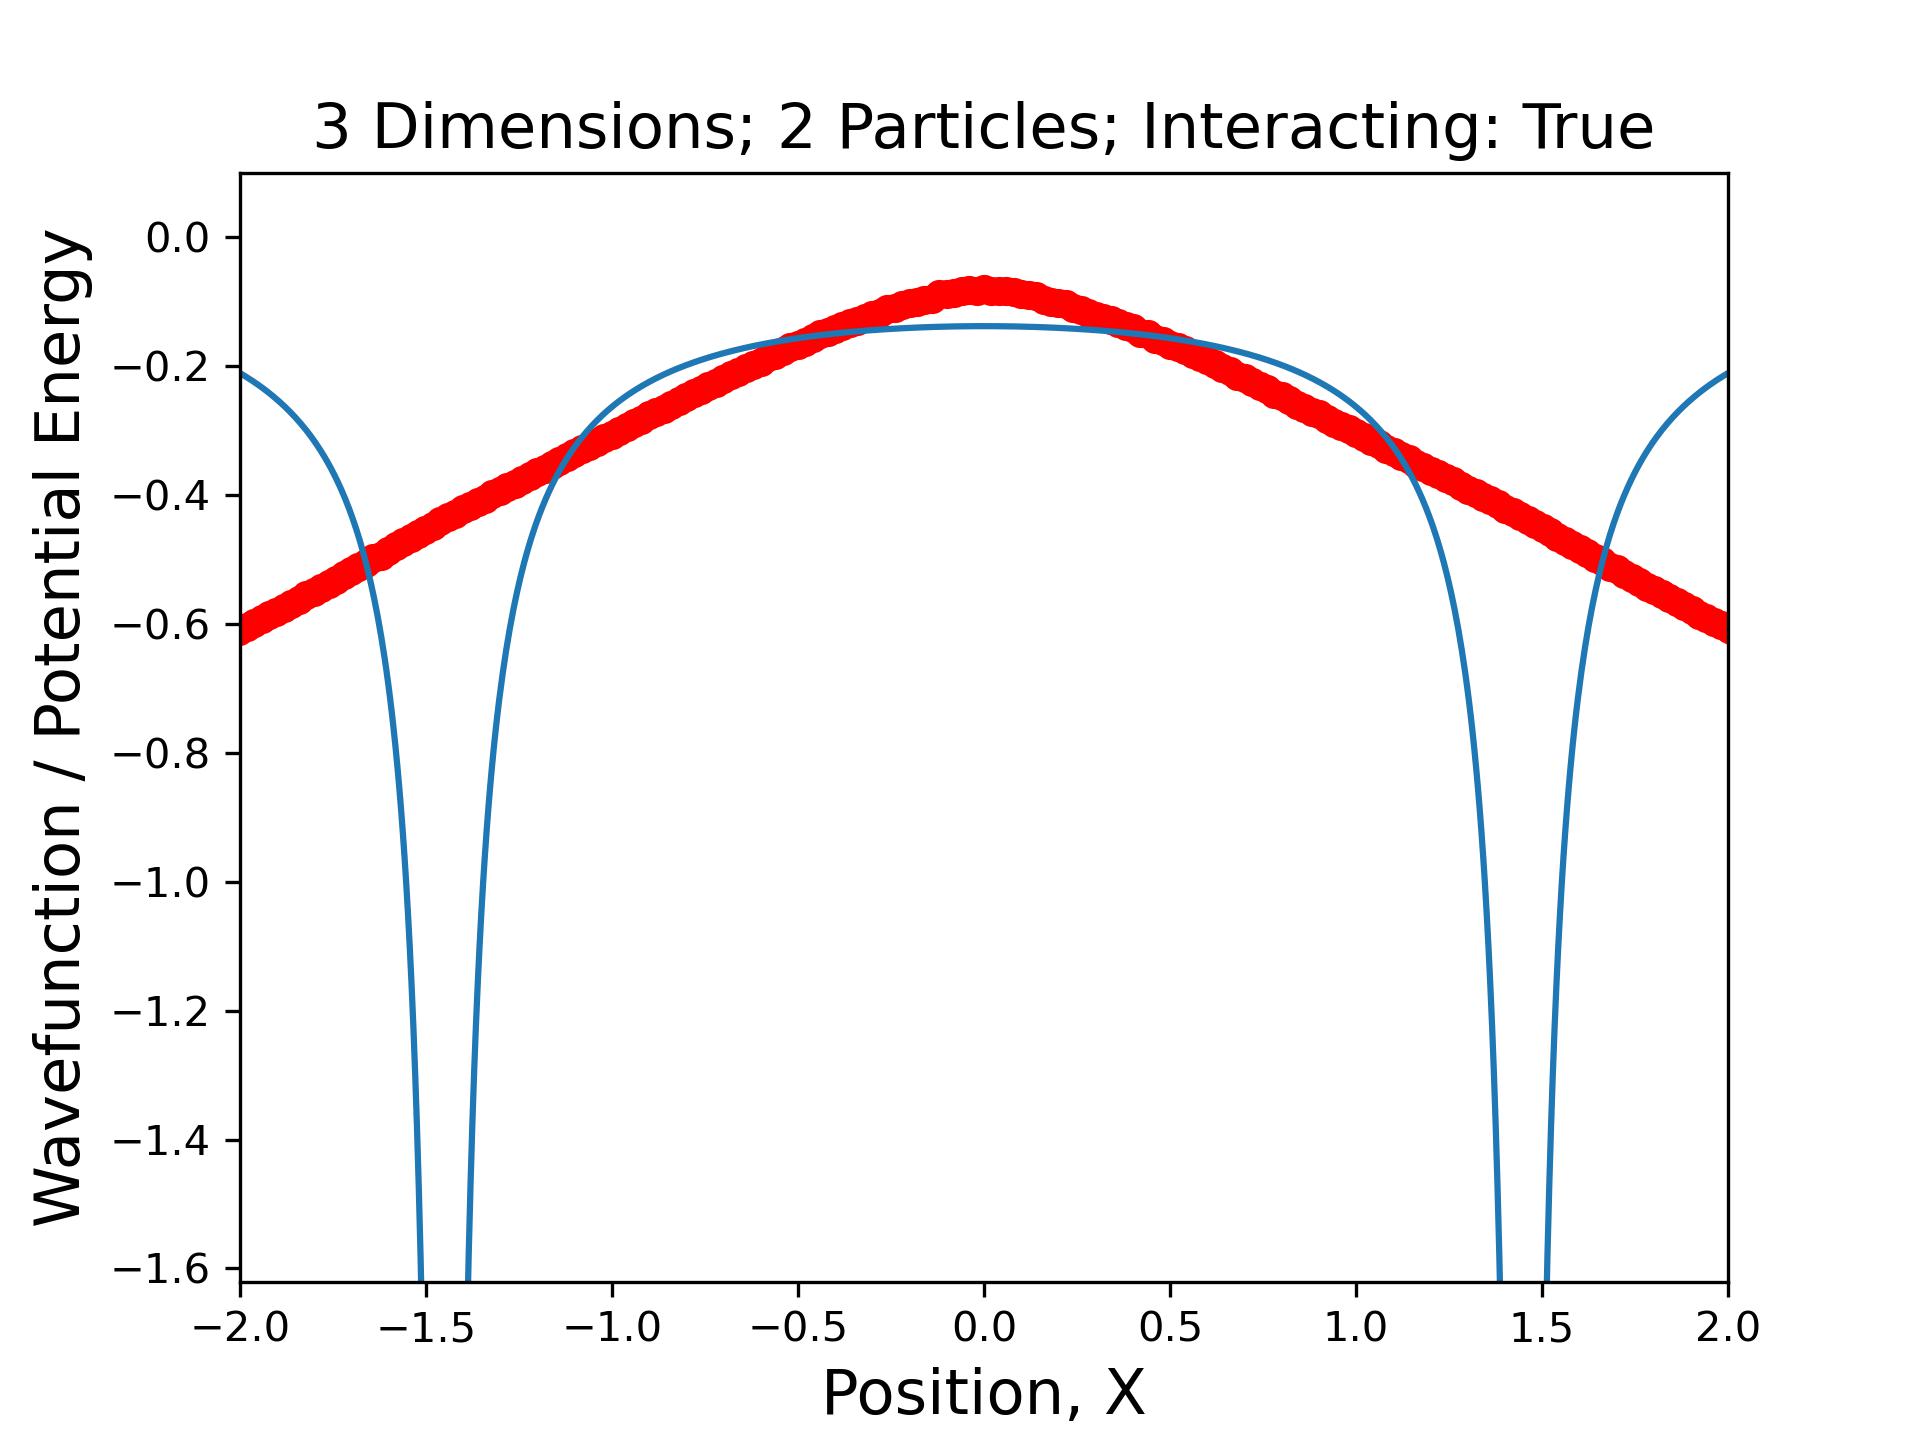 3 Dimensions; 2 Particles; Interacting: True
Wavefunction / Potential Energy
0.0
−0.2
−0.4
−0.6
−0.8
−1.0
−1.2
−1.4
−1.6
−2.0 −1.5 −1.0 −0.5 0.0 0.5 1.0 1.5 2.0
Position, X